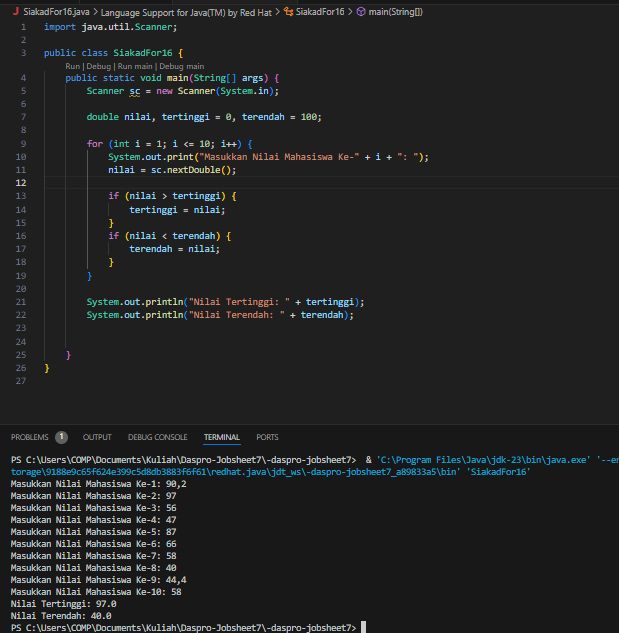 SiakadFor16.java > Language Support for Java(TM) by Red Hat > SiakadFor16 > main(String[])
1 import java.util.Scanner;
2
3 public class SiakadFor16 {
Run | Debug | Run main | Debug main
4 public static void main(String[] args) {
5 Scanner sc = new Scanner(System.in);
6
7 double nilai, tertinggi = 0, terendah = 100;
8
9 for (int i = 1; i <= 10; i++) {
10 System.out.print("Masukkan Nilai Mahasiswa Ke-" + i + ": ");
11 nilai = sc.nextDouble();
12
13 if (nilai > tertinggi) {
14 tertinggi = nilai;
15 }
16 if (nilai < terendah) {
17 terendah = nilai;
18 }
19 }
20
21 System.out.println("Nilai Tertinggi: " + tertinggi);
22 System.out.println("Nilai Terendah: " + terendah);
23
24
25 }
26 }
27
PROBLEMS 1 OUTPUT DEBUG CONSOLE TERMINAL PORTS
PS C:\Users\COMP\Documents\Kuliah\Daspro-Jobsheet7\-daspro-jobsheet7> & 'C:\Program Files\Java\jdk-23\bin\java.exe' '--en
torage\9188e9c65f624e399c5d8db3883f6f61\redhat.java\jdt_ws\-daspro-jobsheet7_a89833a5\bin' 'SiakadFor16'
Masukkan Nilai Mahasiswa Ke-1: 90,2
Masukkan Nilai Mahasiswa Ke-2: 97
Masukkan Nilai Mahasiswa Ke-3: 56
Masukkan Nilai Mahasiswa Ke-4: 47
Masukkan Nilai Mahasiswa Ke-5: 87
Masukkan Nilai Mahasiswa Ke-6: 66
Masukkan Nilai Mahasiswa Ke-7: 58
Masukkan Nilai Mahasiswa Ke-8: 40
Masukkan Nilai Mahasiswa Ke-9: 44,4
Masukkan Nilai Mahasiswa Ke-10: 58
Nilai Tertinggi: 97.0
Nilai Terendah: 40.0
PS C:\Users\COMP\Documents\Kuliah\Daspro-Jobsheet7\-daspro-jobsheet7>